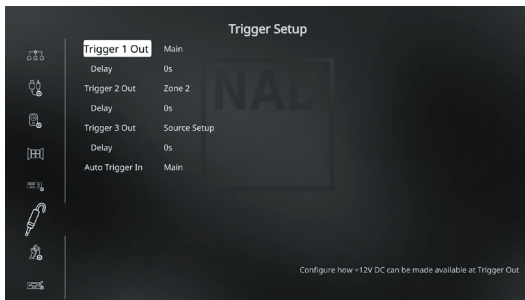 Trigger Setup
Trigger 1 Out Main
Delay 0s
Trigger 2 Out Zone 2
Delay 0s
Trigger 3 Out Source Setup
Delay 0s
Auto Trigger In Main
NAD
Configure how +12V DC can be made available at Trigger Out